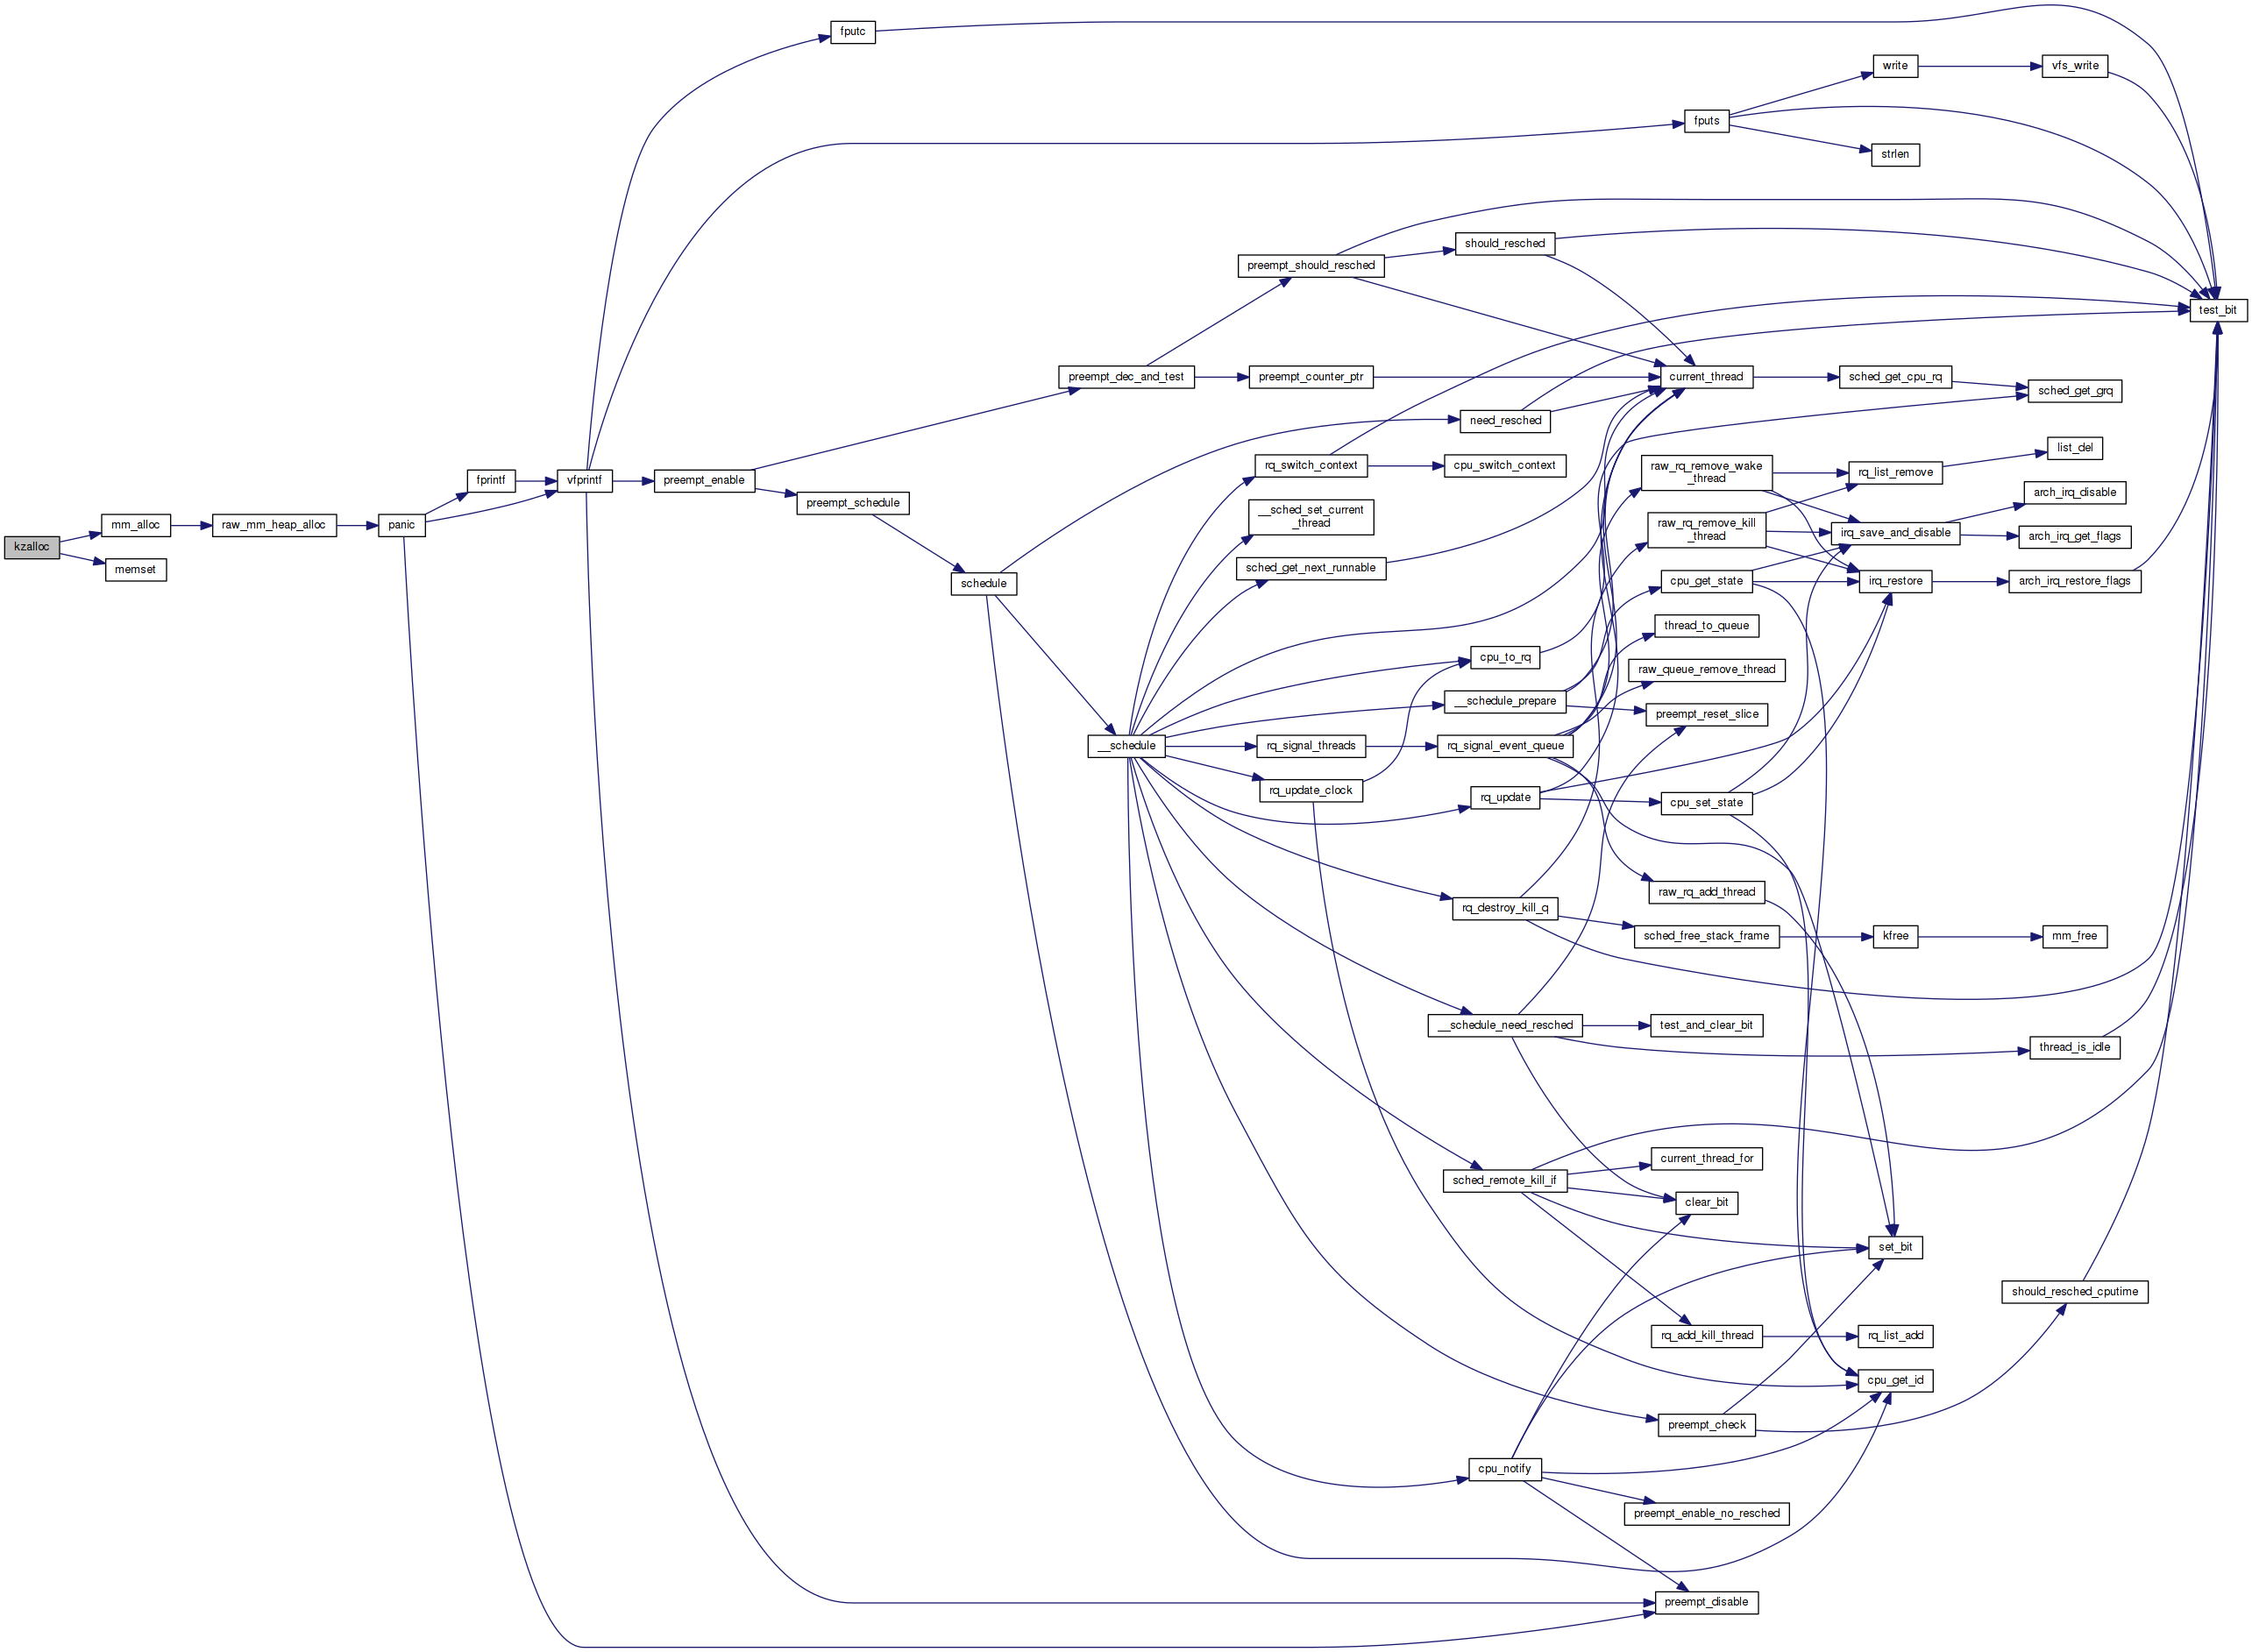 fputc
write
vfs_write
fputs
strlen
should_resched
preempt_should_resched
test_bit
preempt_dec_and_test
preempt_counter_ptr
current_thread
sched_get_cpu_rq
sched_get_grq
need_resched
list_del
rq_switch_context
cpu_switch_context
raw_rq_remove_wake
_thread
rq_list_remove
fprintf
vfprintf
preempt_enable
preempt_schedule
arch_irq_disable
mm_alloc
raw_mm_heap_alloc
panic
__sched_set_current
_thread
raw_rq_remove_kill
_thread
irq_save_and_disable
arch_irq_get_flags
kzalloc
memset
sched_get_next_runnable
schedule
cpu_get_state
irq_restore
arch_irq_restore_flags
thread_to_queue
cpu_to_rq
raw_queue_remove_thread
__schedule_prepare
preempt_reset_slice
__schedule
rq_signal_threads
rq_signal_event_queue
rq_update_clock
rq_update
cpu_set_state
raw_rq_add_thread
rq_destroy_kill_q
sched_free_stack_frame
kfree
mm_free
__schedule_need_resched
test_and_clear_bit
thread_is_idle
current_thread_for
sched_remote_kill_if
clear_bit
set_bit
should_resched_cputime
rq_add_kill_thread
rq_list_add
cpu_get_id
preempt_check
cpu_notify
preempt_enable_no_resched
preempt_disable